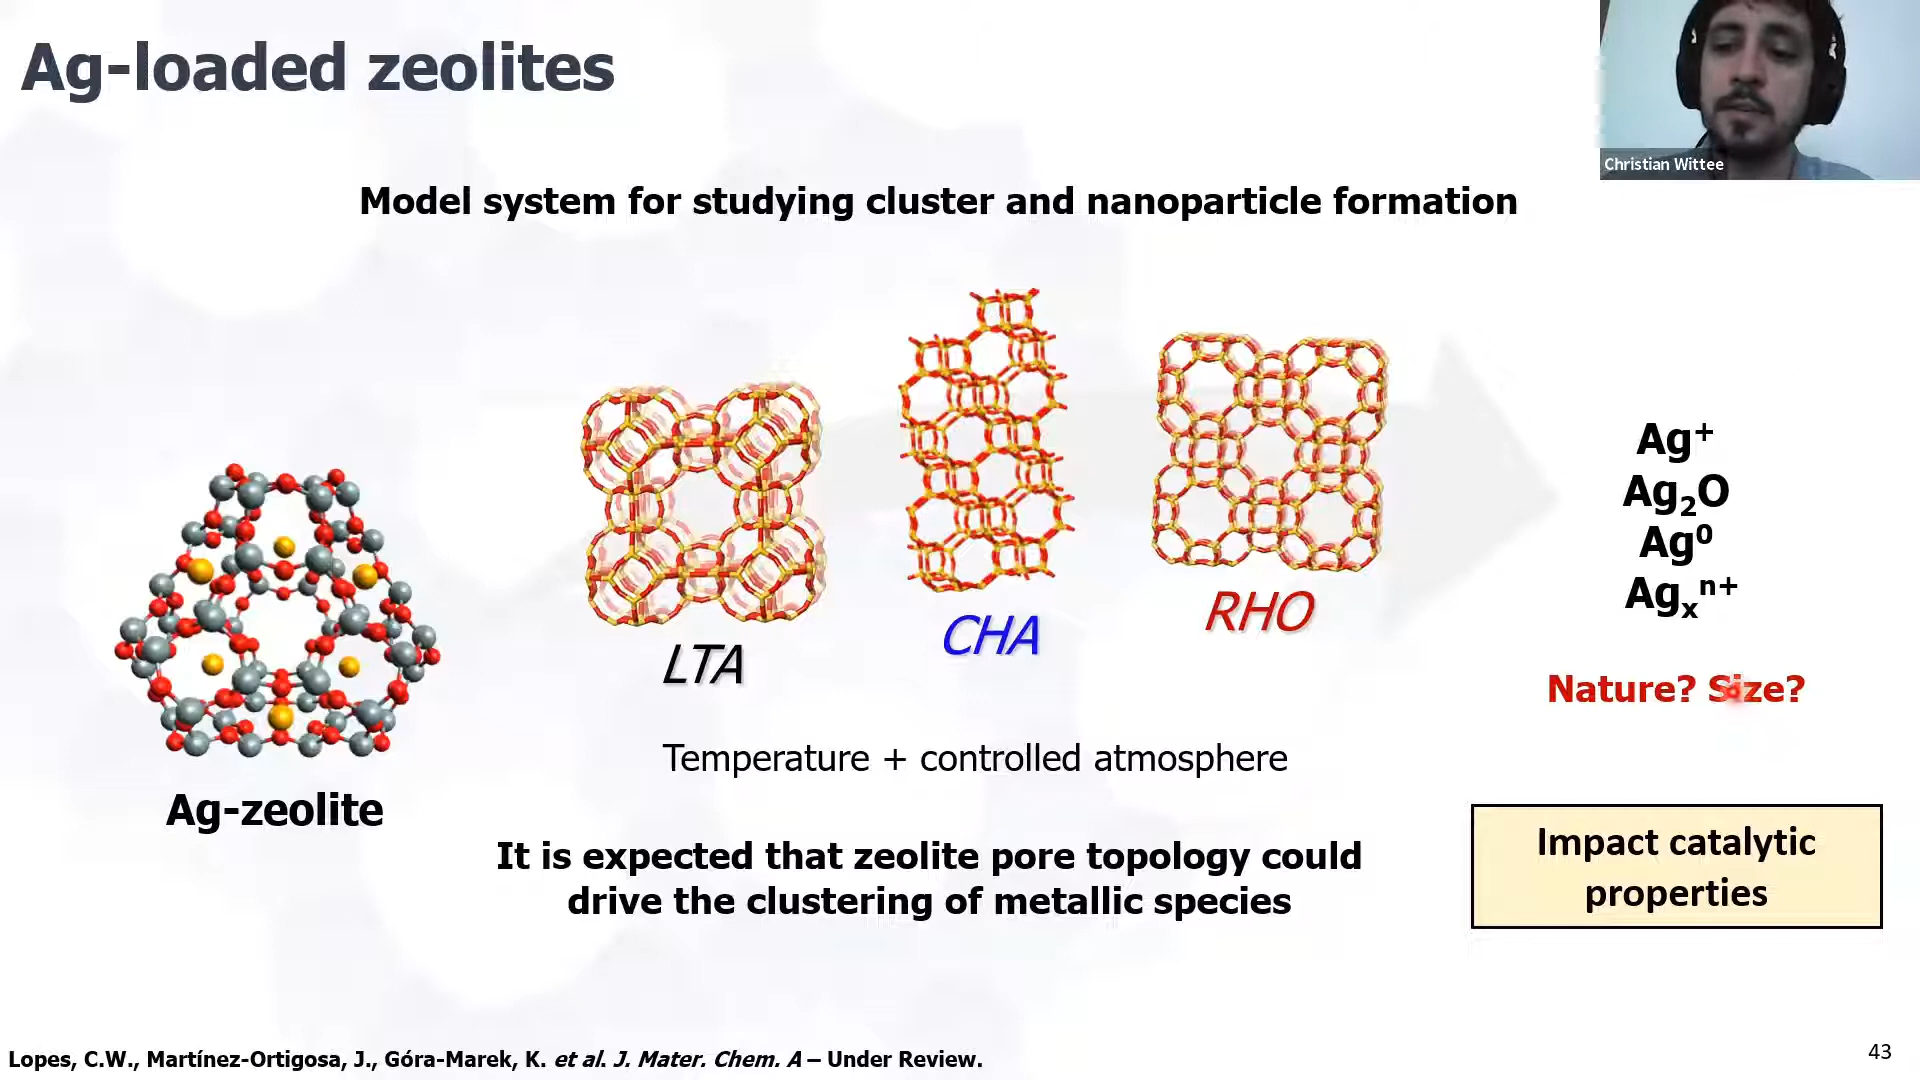 Ag-loaded zeolites
Christian Wittee
Model system for studying cluster and nanoparticle formation
LTA
CHA
RHO
Ag⁺
Ag₂O
Ag⁰
Agₓⁿ⁺
Nature? Size?
Ag-zeolite
Temperature + controlled atmosphere
It is expected that zeolite pore topology could
drive the clustering of metallic species
Impact catalytic
properties
Lopes, C.W., Martínez-Ortigosa, J., Góra-Marek, K. et al. J. Mater. Chem. A – Under Review.
43